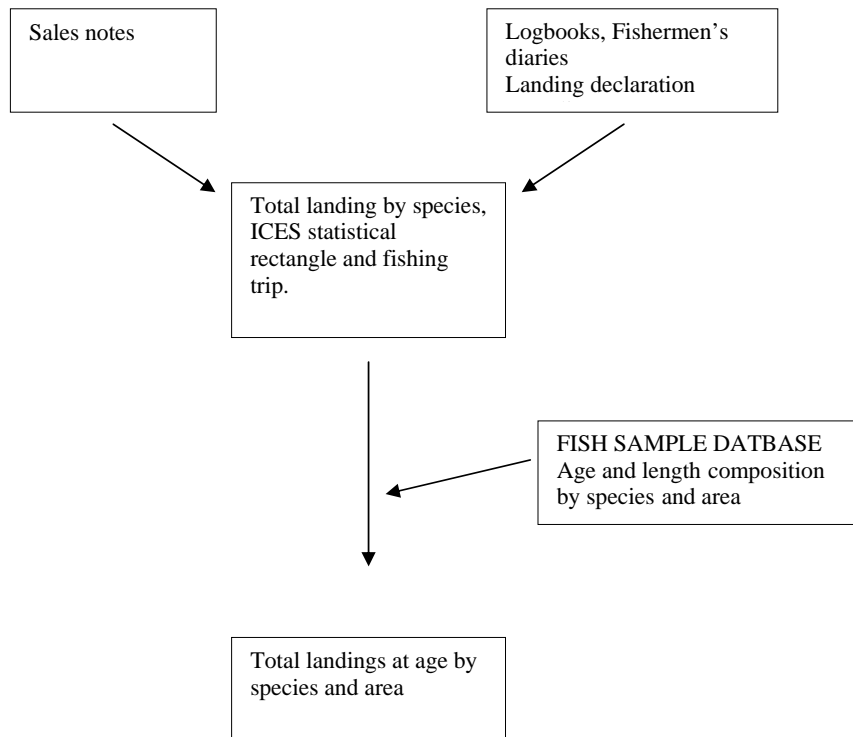 Sales notes
Logbooks, Fishermen’s
diaries
Landing declaration
Total landing by species,
ICES statistical
rectangle and fishing
trip.
FISH SAMPLE DATBASE
Age and length composition
by species and area
Total landings at age by
species and area